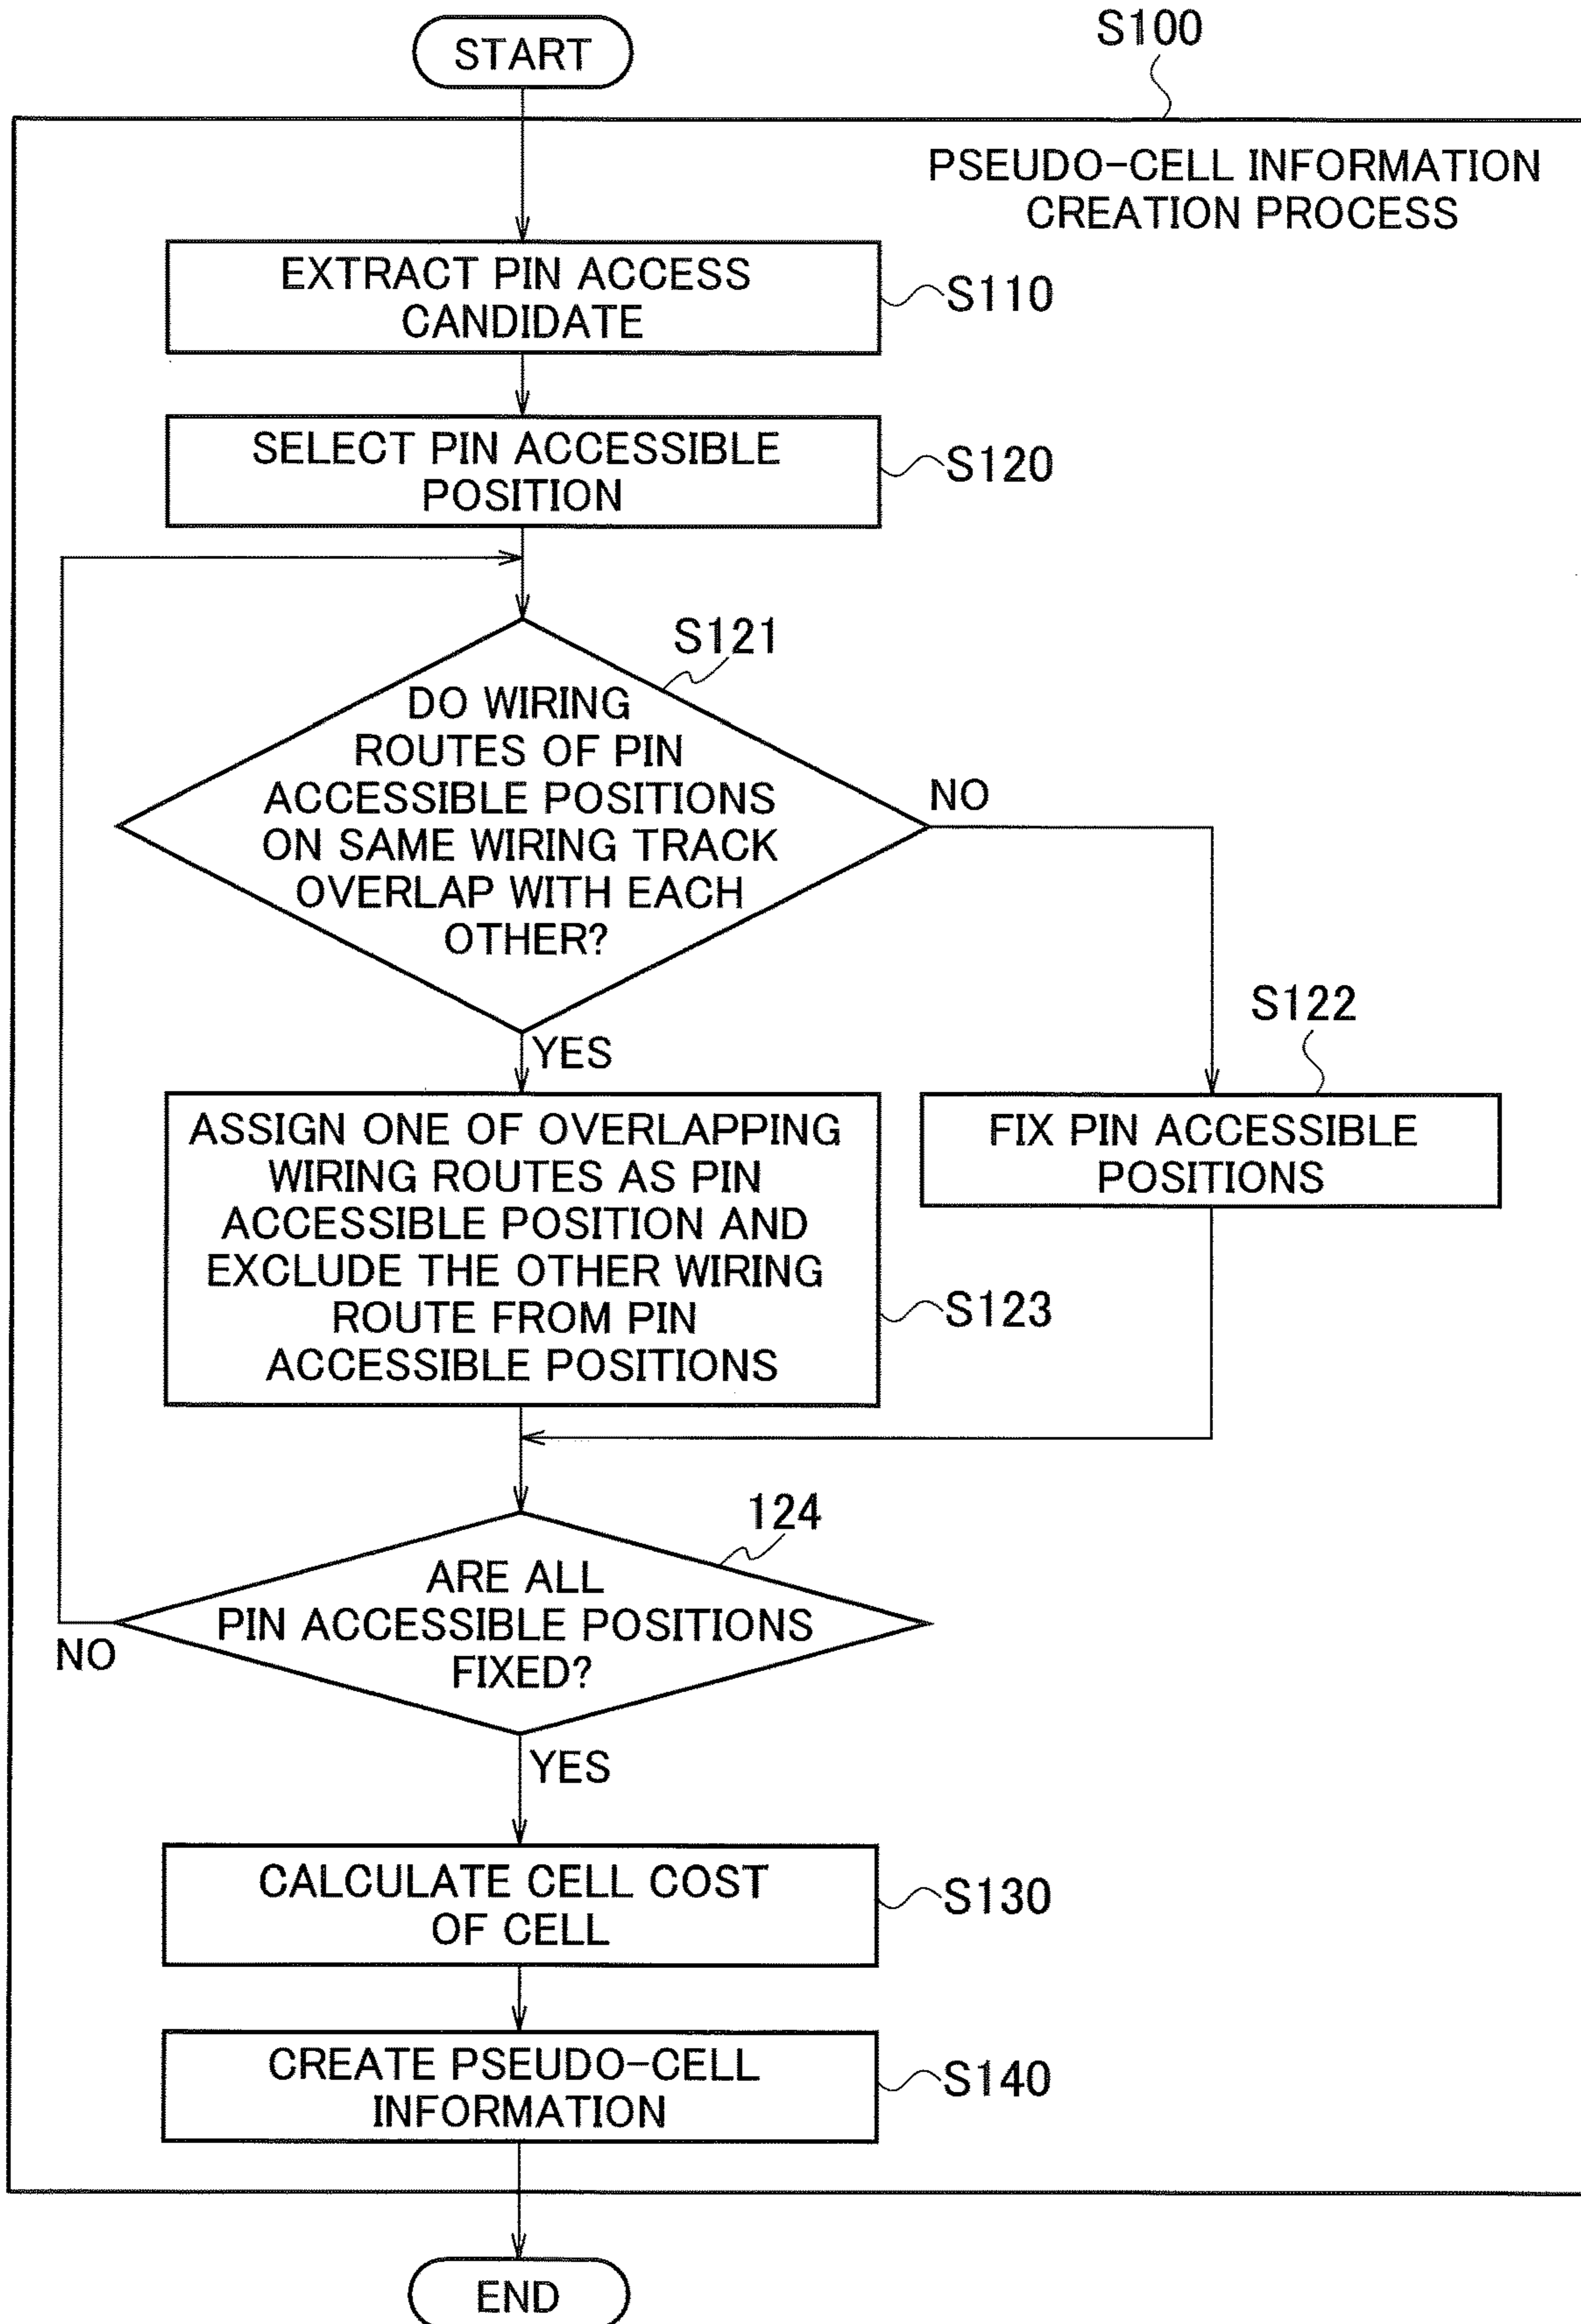 START
S100
PSEUDO-CELL INFORMATION
CREATION PROCESS
EXTRACT PIN ACCESS
CANDIDATE
S110
SELECT PIN ACCESSIBLE
POSITION
S120
S121
DO WIRING
ROUTES OF PIN
ACCESSIBLE POSITIONS
ON SAME WIRING TRACK
OVERLAP WITH EACH
OTHER?
NO
YES
S122
ASSIGN ONE OF OVERLAPPING
WIRING ROUTES AS PIN
ACCESSIBLE POSITION AND
EXCLUDE THE OTHER WIRING
ROUTE FROM PIN
ACCESSIBLE POSITIONS
S123
FIX PIN ACCESSIBLE
POSITIONS
124
ARE ALL
PIN ACCESSIBLE POSITIONS
FIXED?
NO
YES
CALCULATE CELL COST
OF CELL
S130
CREATE PSEUDO-CELL
INFORMATION
S140
END